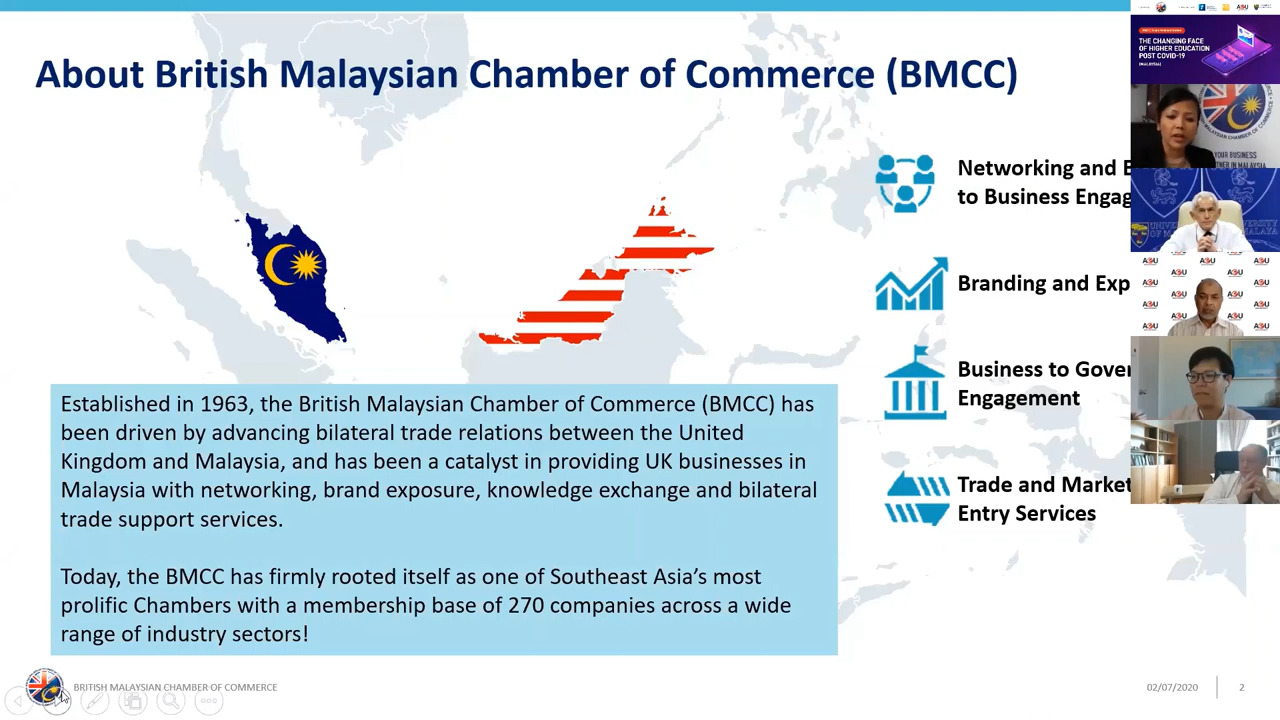 About British Malaysian Chamber of Commerce (BMCC)
Networking and B
to Business Engag
Branding and Exp
Business to Gover
Engagement
Trade and Market
Entry Services
Established in 1963, the British Malaysian Chamber of Commerce (BMCC) has
been driven by advancing bilateral trade relations between the United
Kingdom and Malaysia, and has been a catalyst in providing UK businesses in
Malaysia with networking, brand exposure, knowledge exchange and bilateral
trade support services.
Today, the BMCC has firmly rooted itself as one of Southeast Asia’s most
prolific Chambers with a membership base of 270 companies across a wide
range of industry sectors!
BRITISH MALAYSIAN CHAMBER OF COMMERCE
02/07/2020
2
THE CHANGING FACE
OF HIGHER EDUCATION
POST COVID-19
(MALAYSIA)
YOUR BUSINESS
IN MALAYSIA